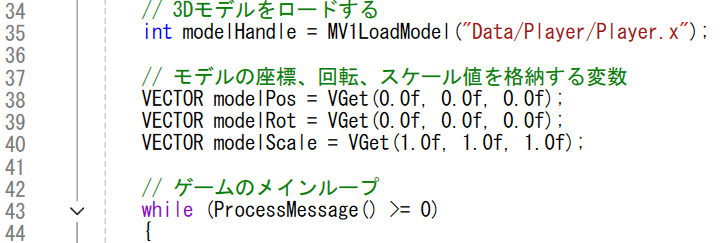 34 // 3Dモデルをロードする
35 int modelHandle = MV1LoadModel("Data/Player/Player.x");
36
37 // モデルの座標、回転、スケール値を格納する変数
38 VECTOR modelPos = VGet(0.0f, 0.0f, 0.0f);
39 VECTOR modelRot = VGet(0.0f, 0.0f, 0.0f);
40 VECTOR modelScale = VGet(1.0f, 1.0f, 1.0f);
41
42 // ゲームのメインループ
43 while (ProcessMessage() >= 0)
44 {